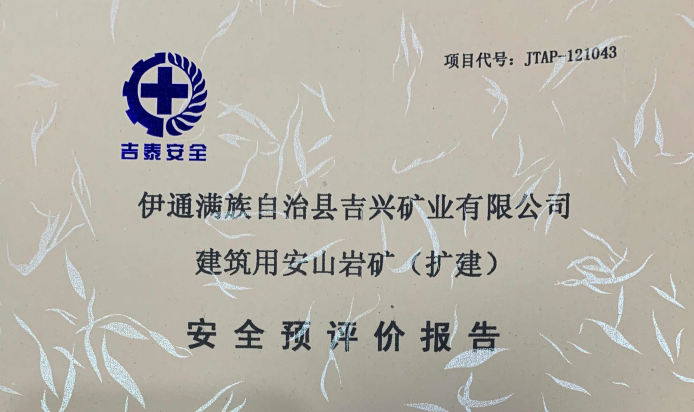 项目代号：JTAP-121043
吉泰安全
伊通满族自治县吉兴矿业有限公司
建筑用安山岩矿（扩建）
安全预评价报告